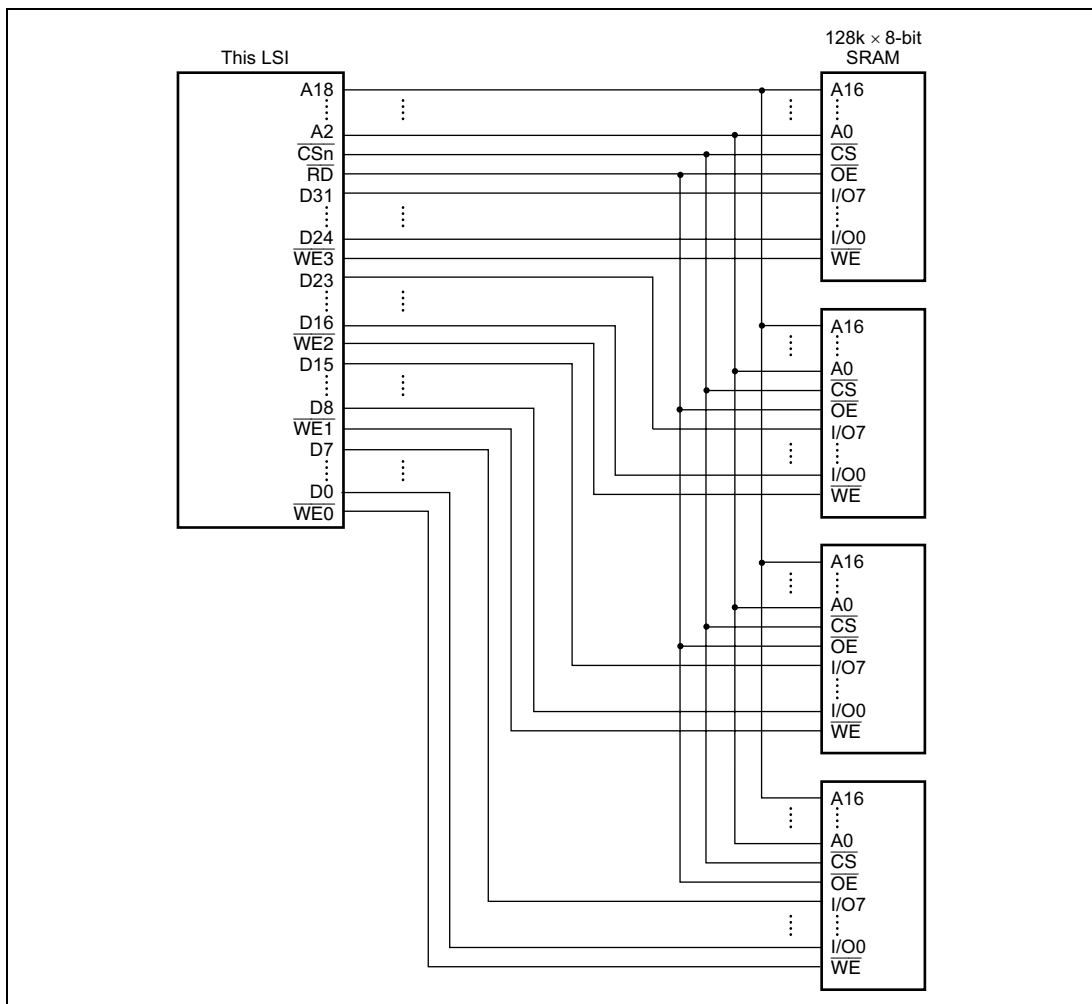 128k × 8-bit
SRAM
This LSI
A18
A2
CSn
RD
D31
D24
WE3
D23
D16
WE2
D15
D8
WE1
D7
D0
WE0
A16
A0
CS
OE
I/O7
I/O0
WE
A16
A0
CS
OE
I/O7
I/O0
WE
A16
A0
CS
OE
I/O7
I/O0
WE
A16
A0
CS
OE
I/O7
I/O0
WE